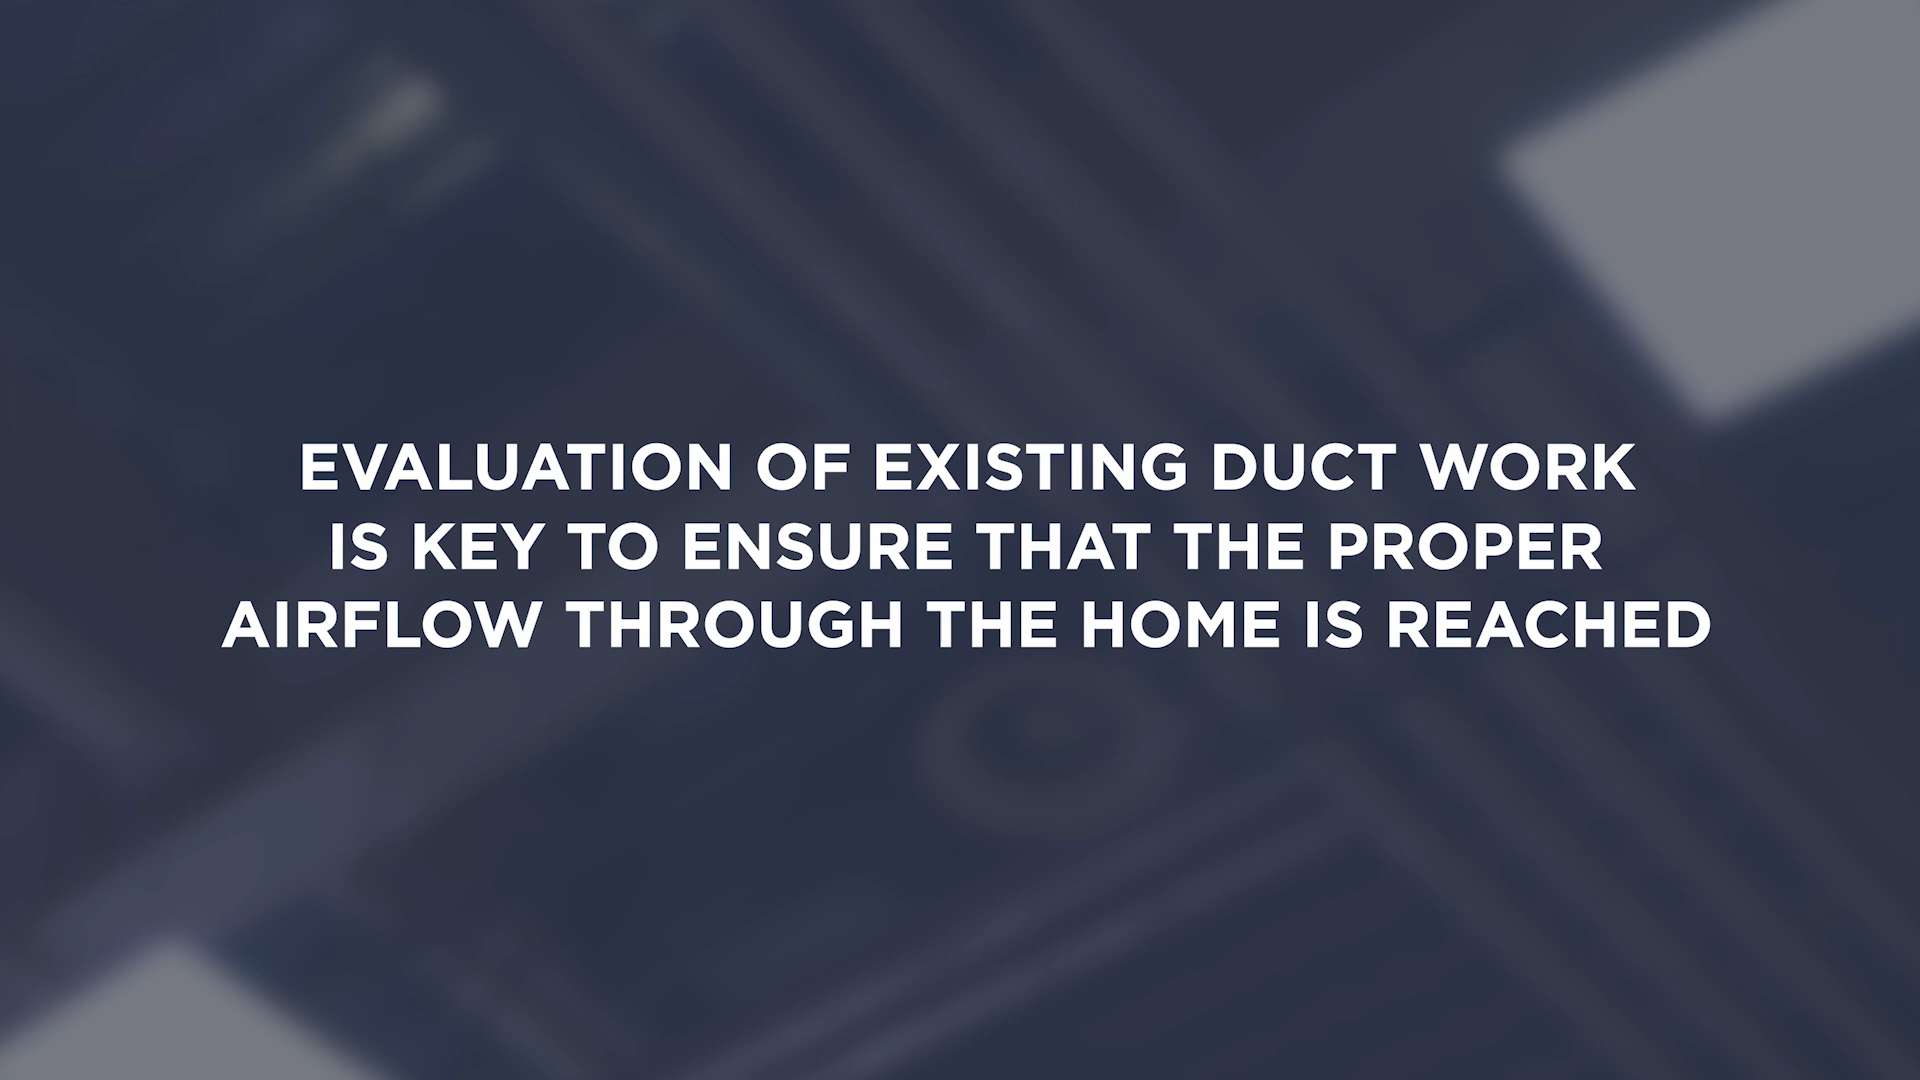 EVALUATION OF EXISTING DUCT WORK
IS KEY TO ENSURE THAT THE PROPER
AIRFLOW THROUGH THE HOME IS REACHED